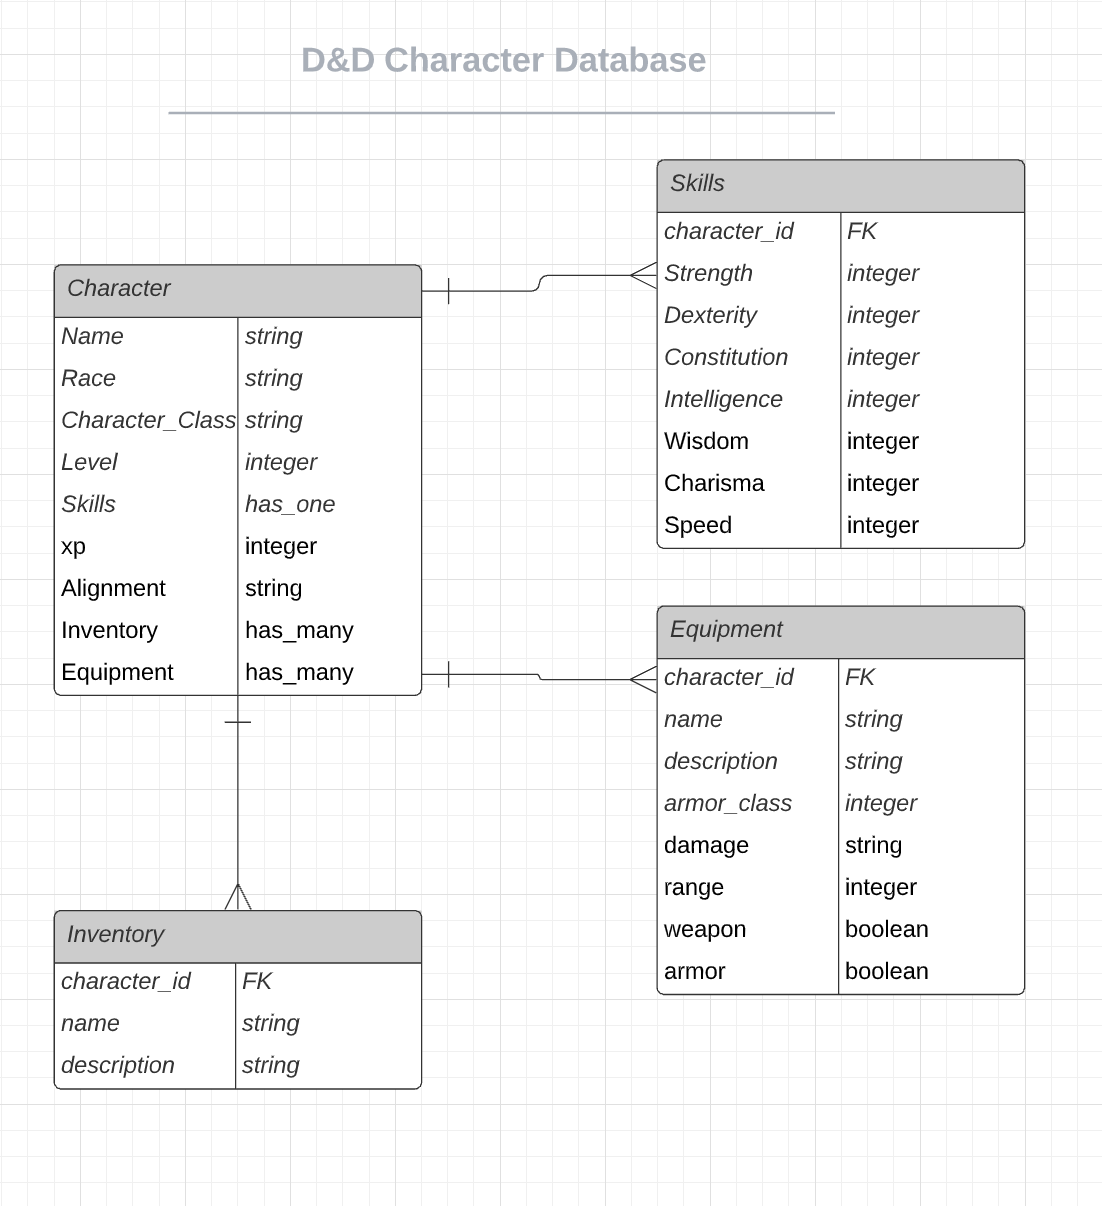 D&D Character Database
Character
Name string
Race string
Character_Class string
Level integer
Skills has_one
xp integer
Alignment string
Inventory has_many
Equipment has_many
Skills
character_id FK
Strength integer
Dexterity integer
Constitution integer
Intelligence integer
Wisdom integer
Charisma integer
Speed integer
Equipment
character_id FK
name string
description string
armor_class integer
damage string
range integer
weapon boolean
armor boolean
Inventory
character_id FK
name string
description string